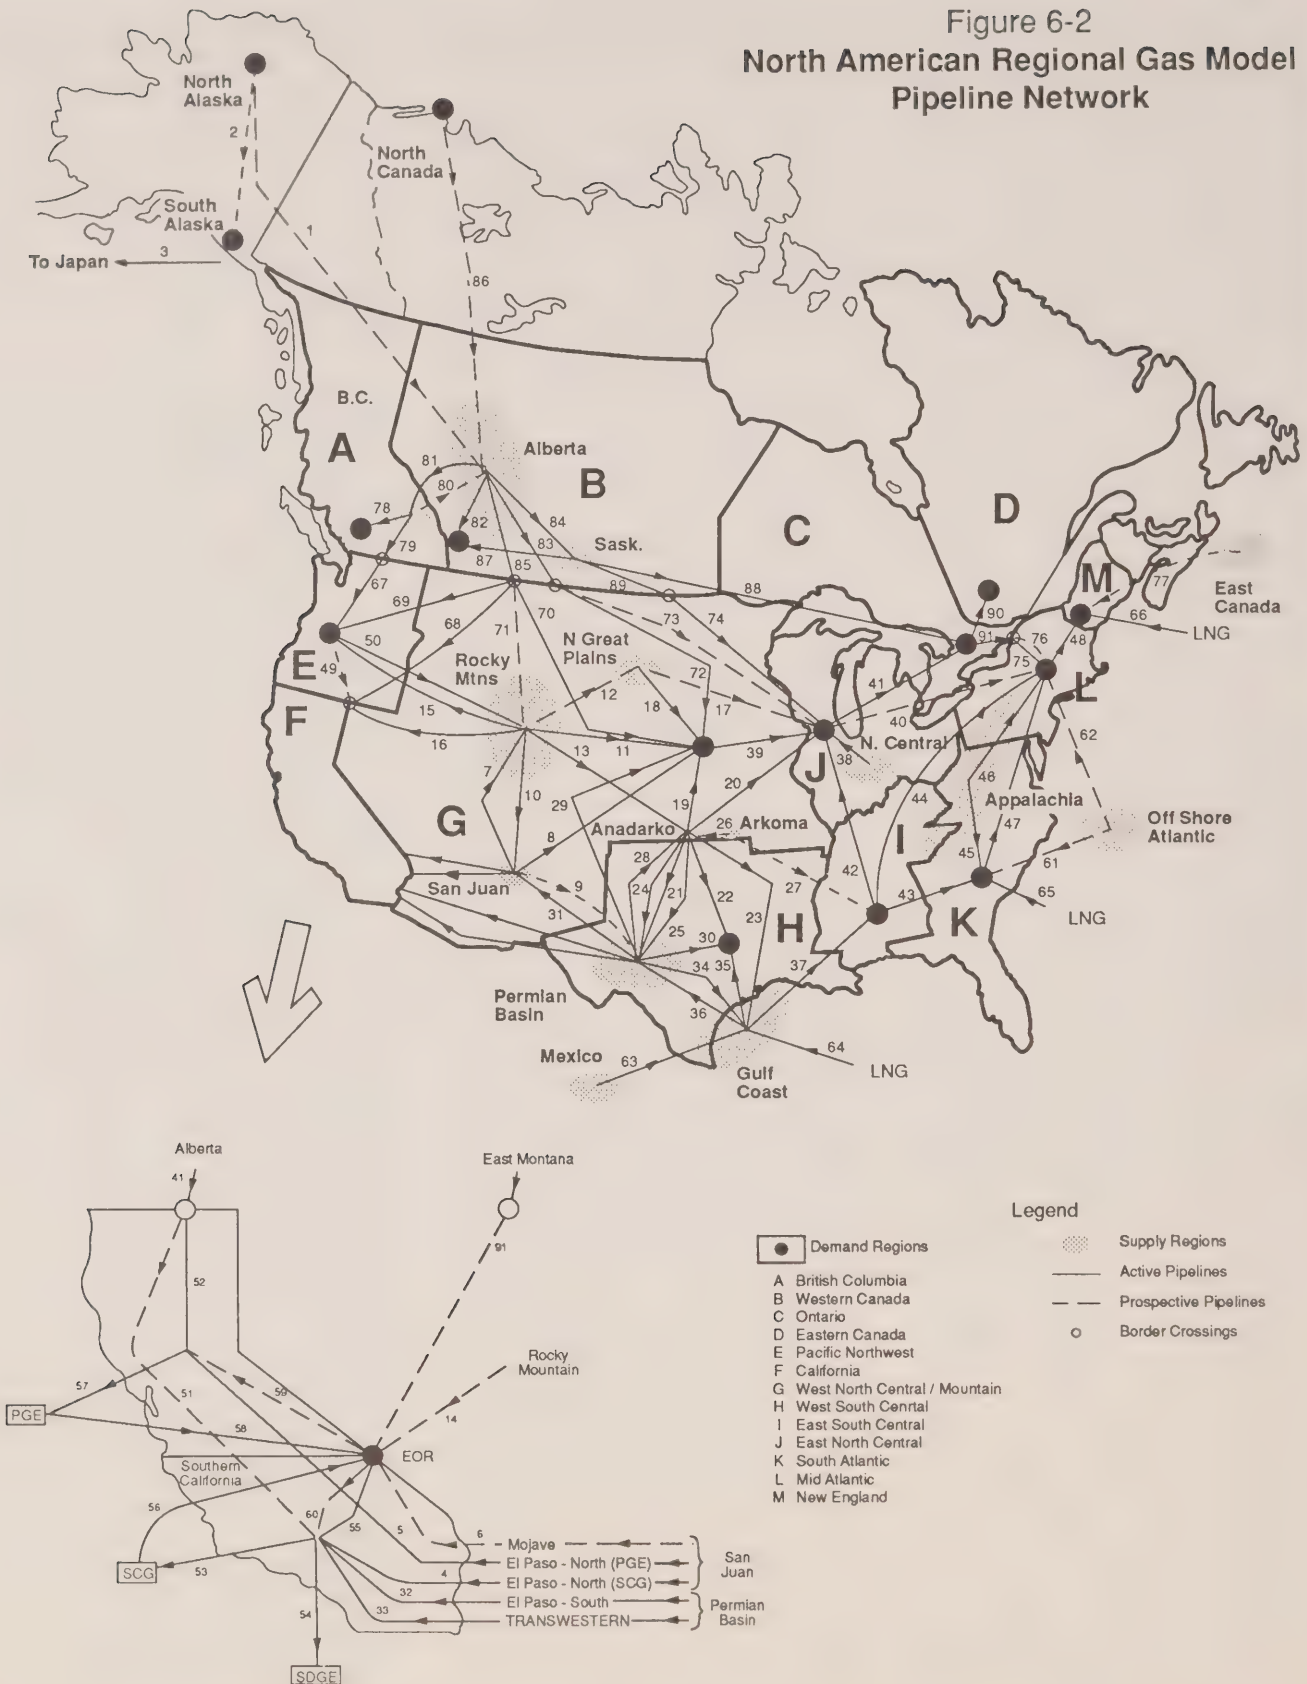 Figure 6-2
North American Regional Gas Model
Pipeline Network
North
Alaska
2
North
Canada
South
Alaska
1
3
To Japan
86
B.C.
A
Alberta
81
80
B
78
84
D
82
83
Sask.
C
79
87
85
M
77
67
89
88
East
Canada
90
66
69
70
73
74
LNG
68
91
76
48
50
71
N Great
Plains
75
E
49
Rocky
Mtns
72
41
L
12
18
17
40
15
F
62
16
13
11
39
N. Central
38
J
7
20
46
10
29
44
Appalachia
19
G
26
Arkoma
Off Shore
Atlantic
8
Anadarko
47
I
28
42
45
61
San Juan
9
24
21
22
27
43
65
31
23
H
K
LNG
25
30
34
35
37
Permian
Basin
36
Mexico
63
64
LNG
Gulf
Coast
Alberta
East Montana
41
Legend
91
Demand Regions
Supply Regions
52
Active Pipelines
A British Columbia
B Western Canada
Prospective Pipelines
C Ontario
D Eastern Canada
Border Crossings
E Pacific Northwest
F California
G West North Central / Mountain
H West South Cenrtal
I East South Central
J East North Central
K South Atlantic
L Mid Atlantic
M New England
Rocky
Mountain
57
51
59
PGE
58
14
EOR
Southern
California
56
60
55
5
6
Mojave
El Paso - North (PGE)
San
Juan
SCG
53
4
El Paso - North (SCG)
32
El Paso - South
Permian
Basin
54
33
TRANSWESTERN
SDGE